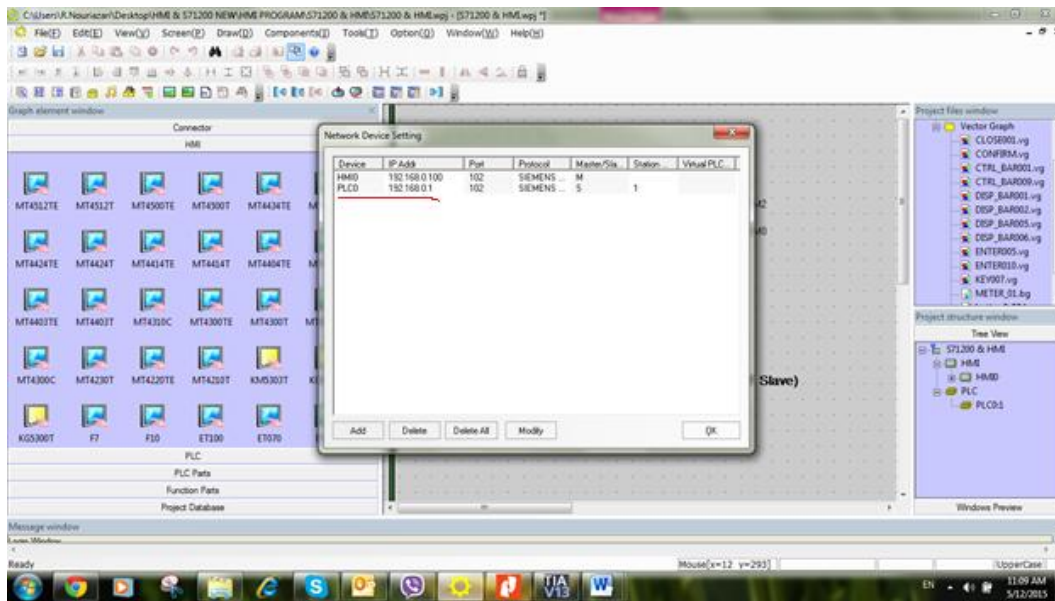 C:\Users\R.Nouriazan\Desktop\HMI & S71200 NEW\HMI PROGRAM\S71200 & HMI\S71200 & HMI.wpj - [S71200 & HMI.wpj *]
File(F) Edit(E) View(V) Screen(P) Draw(D) Components(I) Tools(T) Option(Q) Window(W) Help(H)
Graph element window
Connector
HMI
MT4512TE MT4512T MT4500TE MT4500T MT4434TE
MT4424TE MT4424T MT4414TE MT4414T MT4404TE
MT4403TE MT4403T MT4310C MT4300TE MT4300T
MT4300C MT4230T MT4220TE MT4210T KM5303T
KG5300T F7 F10 ET100 ET070
PLC
PLC Parts
Function Parts
Project Database
Network Device Setting
Device IP Addr Port Protocol Master/Sla... Station... Virtual PLC...
HMI0 192.168.0.100 102 SIEMENS ... M
PLC0 192.168.0.1 102 SIEMENS ... S 1
Add Delete Delete All Modify OK
Slave)
Project files window
Vector Graph
CLOSE001.vg
CONFIRM.vg
CTRL_BAR001.vg
CTRL_BAR009.vg
DISP_BAR001.vg
DISP_BAR002.vg
DISP_BAR005.vg
DISP_BAR006.vg
ENTER005.vg
ENTER010.vg
KEY007.vg
METER_01.bg
Project structure window
Tree View
S71200 & HMI
HMI
HMI0
PLC
PLC0:1
Windows Preview
Message window
Ready
Mouse[x=12 y=293]
UpperCase
TIA V13
EN
11:09 AM
5/12/2015